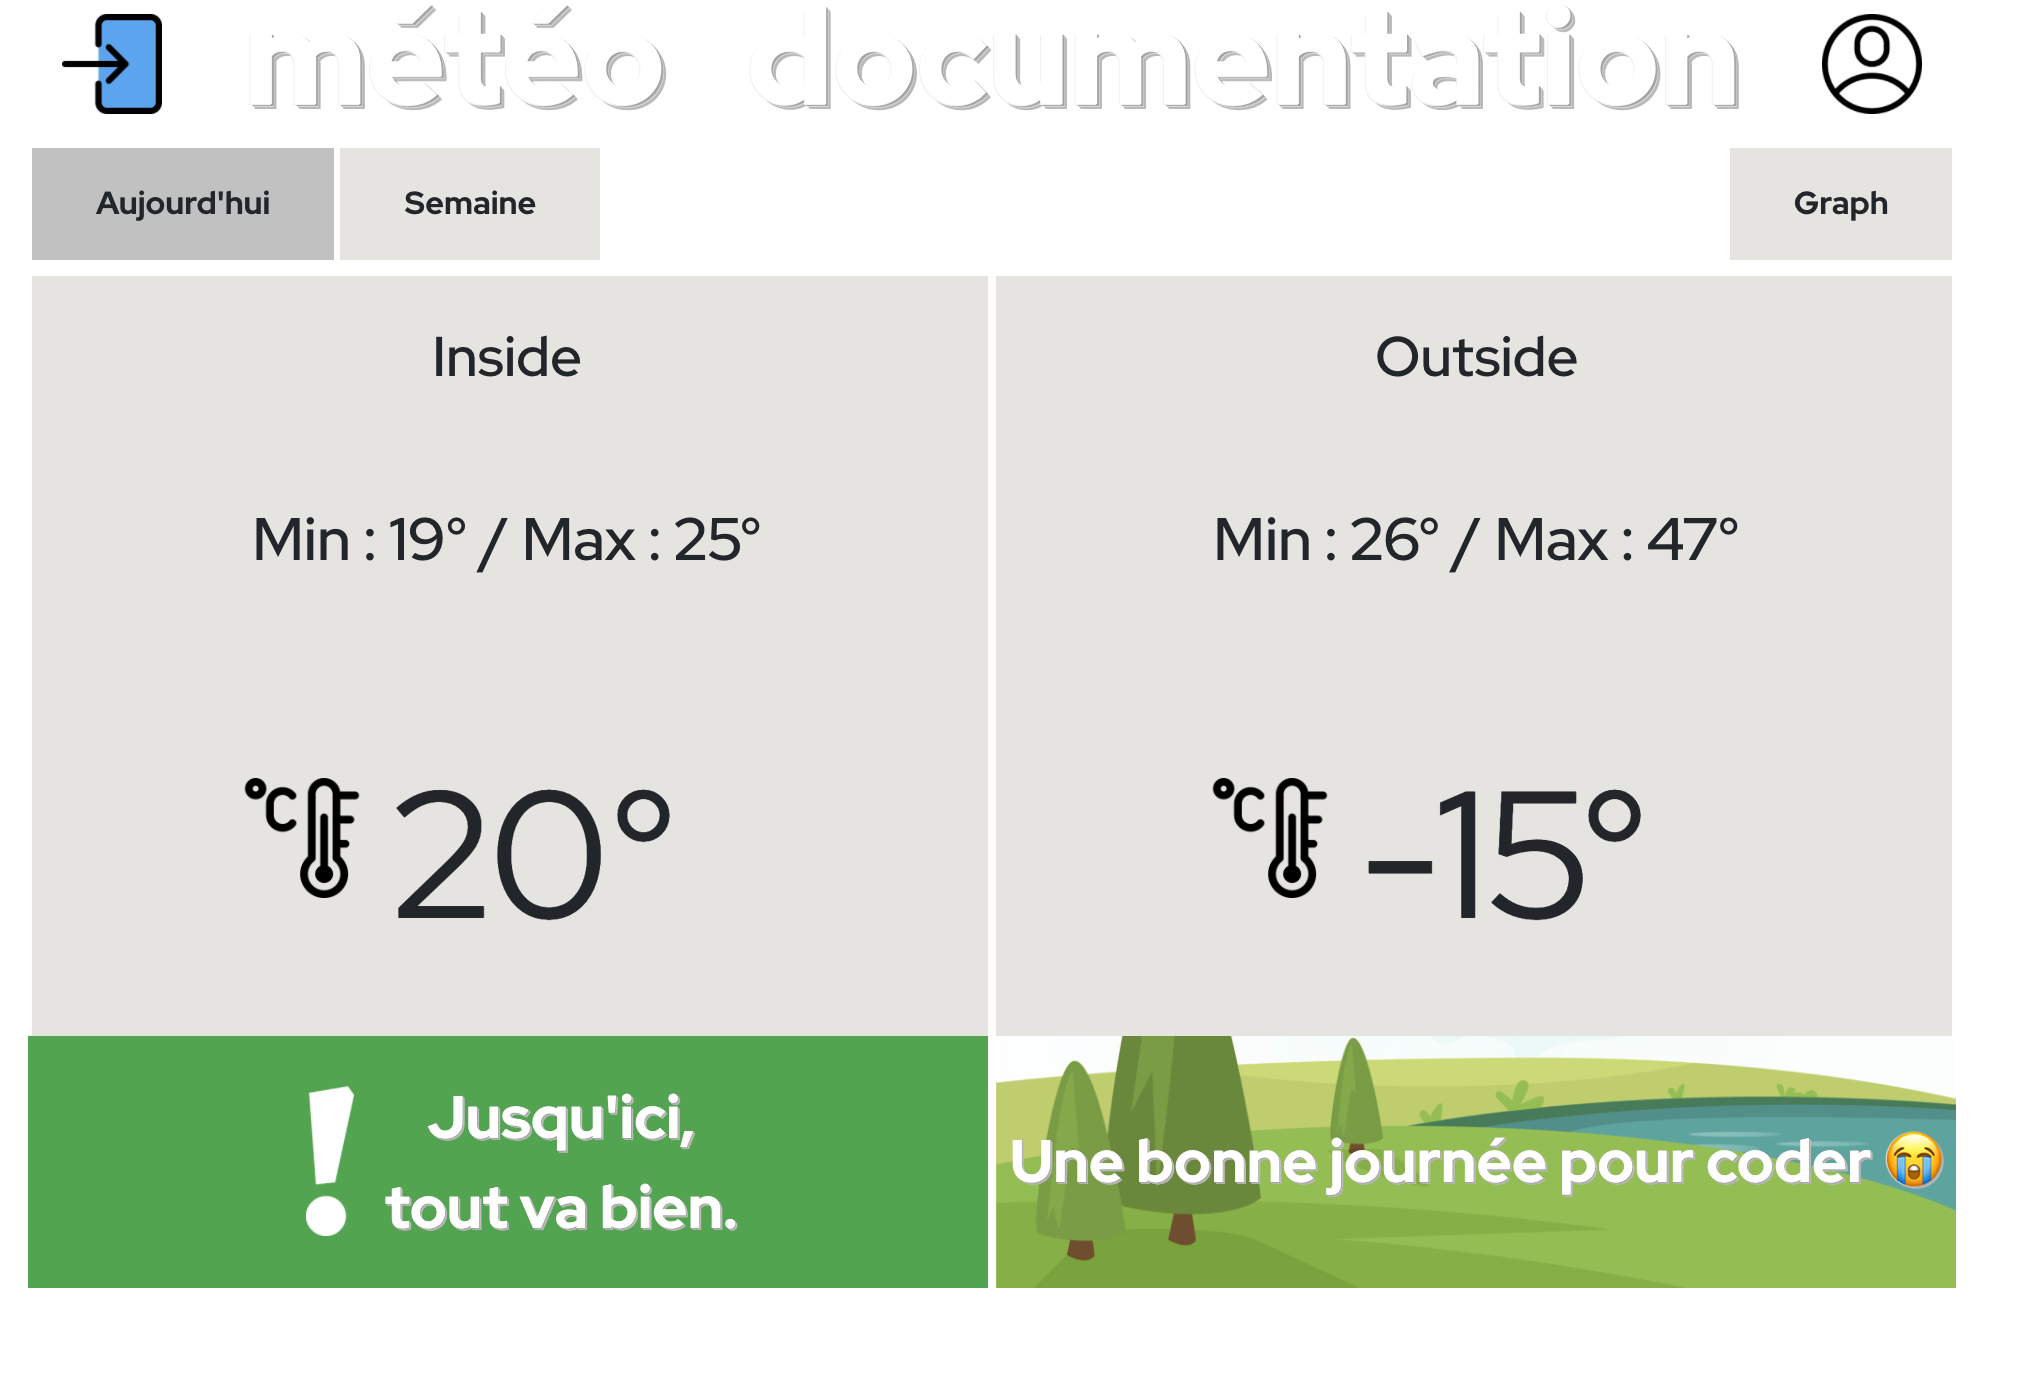 météo documentation
Aujourd'hui Semaine Graph
Inside
Min : 19° / Max : 25°
°C 20°
Outside
Min : 26° / Max : 47°
°C -15°
! Jusqu'ici,
tout va bien.
Une bonne journée pour coder 😭